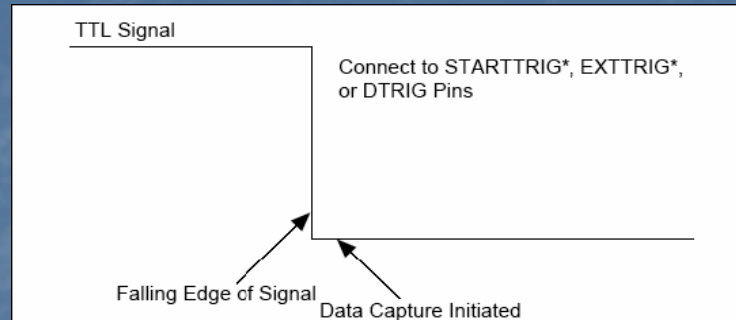 TTL Signal
Connect to STARTTRIG*, EXTTRIG*,
or DTRIG Pins
Falling Edge of Signal
Data Capture Initiated